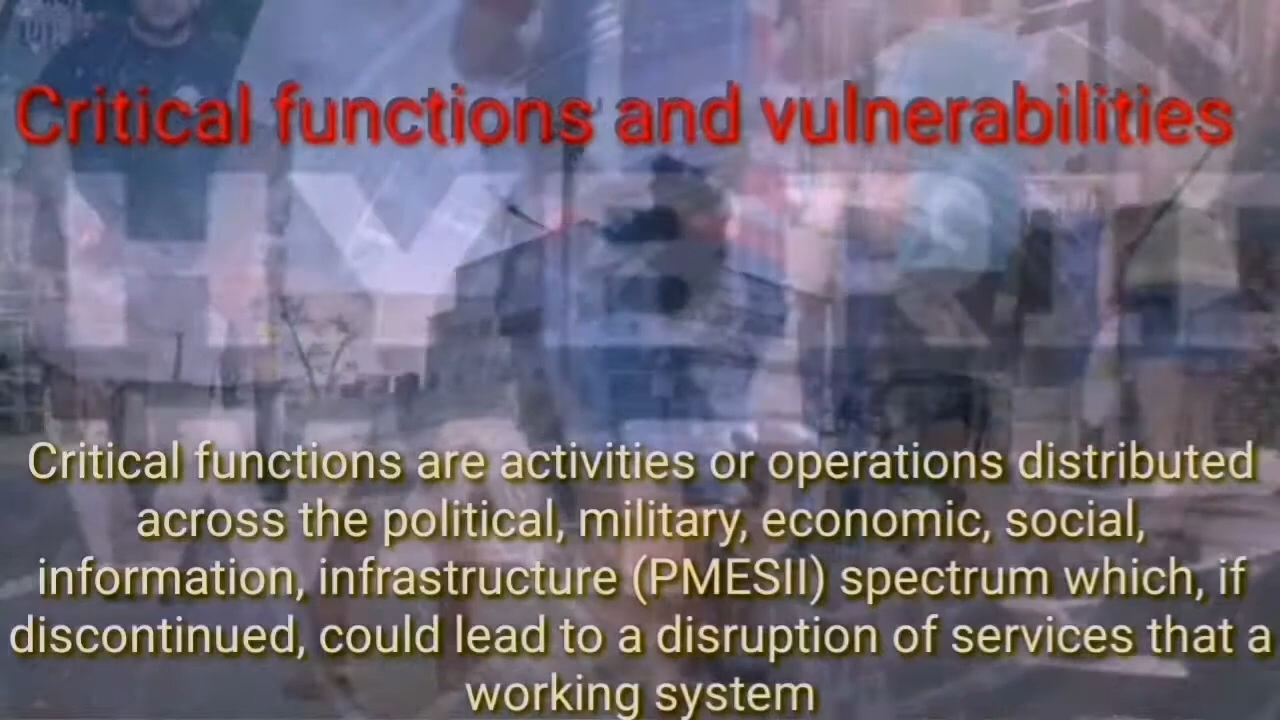 Critical functions and vulnerabilities
HYBRI
Critical functions are activities or operations distributed
across the political, military, economic, social,
information, infrastructure (PMESII) spectrum which, if
discontinued, could lead to a disruption of services that a
working system